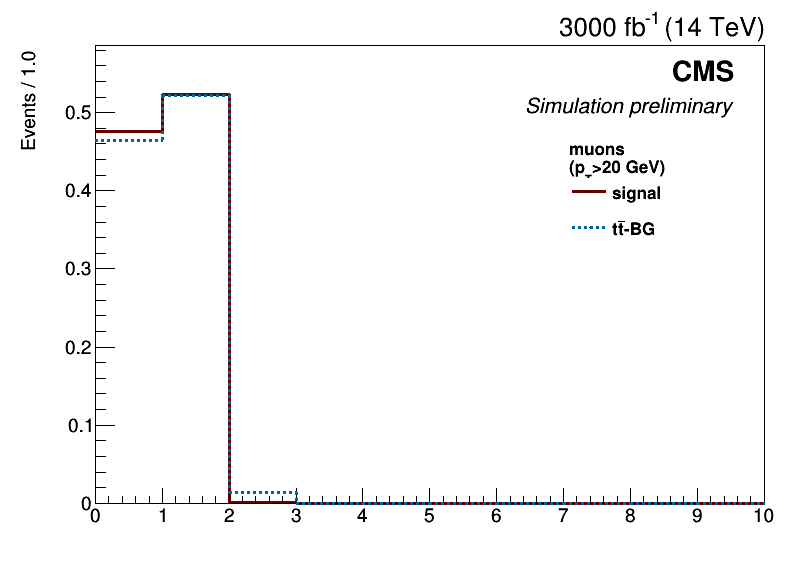 3000 fb⁻¹ (14 TeV)
CMS
Simulation preliminary
Events / 1.0
muons
(p_T>20 GeV)
signal
tt̄-BG
0.5
0.4
0.3
0.2
0.1
0
0 1 2 3 4 5 6 7 8 9 10